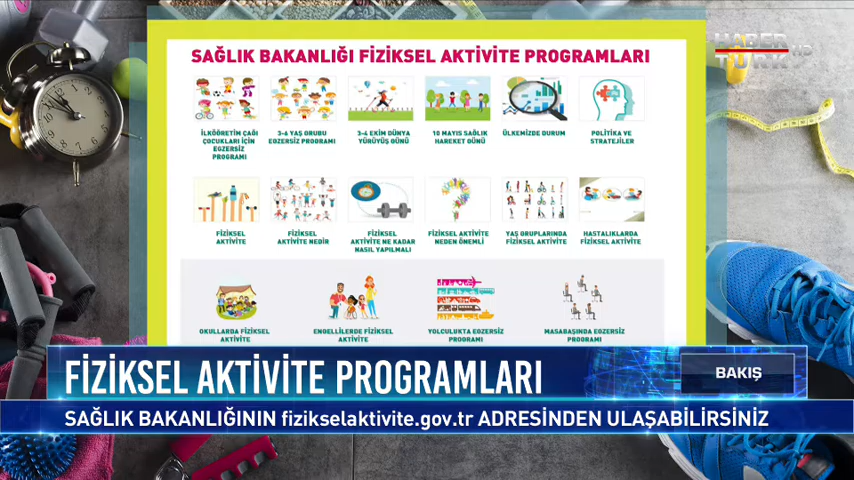 SAĞLIK BAKANLIĞI FİZİKSEL AKTİVİTE PROGRAMLARI
HABER
TÜRK HD
İLKÖĞRETİM ÇAĞI
ÇOCUKLARI İÇİN
EGZERSİZ
PROGRAMI
3-6 YAŞ GRUBU
EGZERSİZ PROGRAMI
3-4 EKİM DÜNYA
YÜRÜYÜŞ GÜNÜ
10 MAYIS SAĞLIK
HAREKET GÜNÜ
ÜLKEMİZDE DURUM
POLİTİKA VE
STRATEJİLER
FİZİKSEL
AKTİVİTE
FİZİKSEL
AKTİVİTE NEDİR
FİZİKSEL
AKTİVİTE NE KADAR
NASIL YAPILMALI
FİZİKSEL AKTİVİTE
NEDEN ÖNEMLİ
YAŞ GRUPLARINDA
FİZİKSEL AKTİVİTE
HASTALIKLARDA
FİZİKSEL AKTİVİTE
OKULLARDA FİZİKSEL
AKTİVİTE
ENGELLİLERDE FİZİKSEL
AKTİVİTE
YOLCULUKTA EGZERSİZ
PROGRAMI
MASABAŞINDA EGZERSİZ
PROGRAMI
FİZİKSEL AKTİVİTE PROGRAMLARI
BAKIŞ
SAĞLIK BAKANLIĞININ fizikselaktivite.gov.tr ADRESİNDEN ULAŞABİLİRSİNİZ